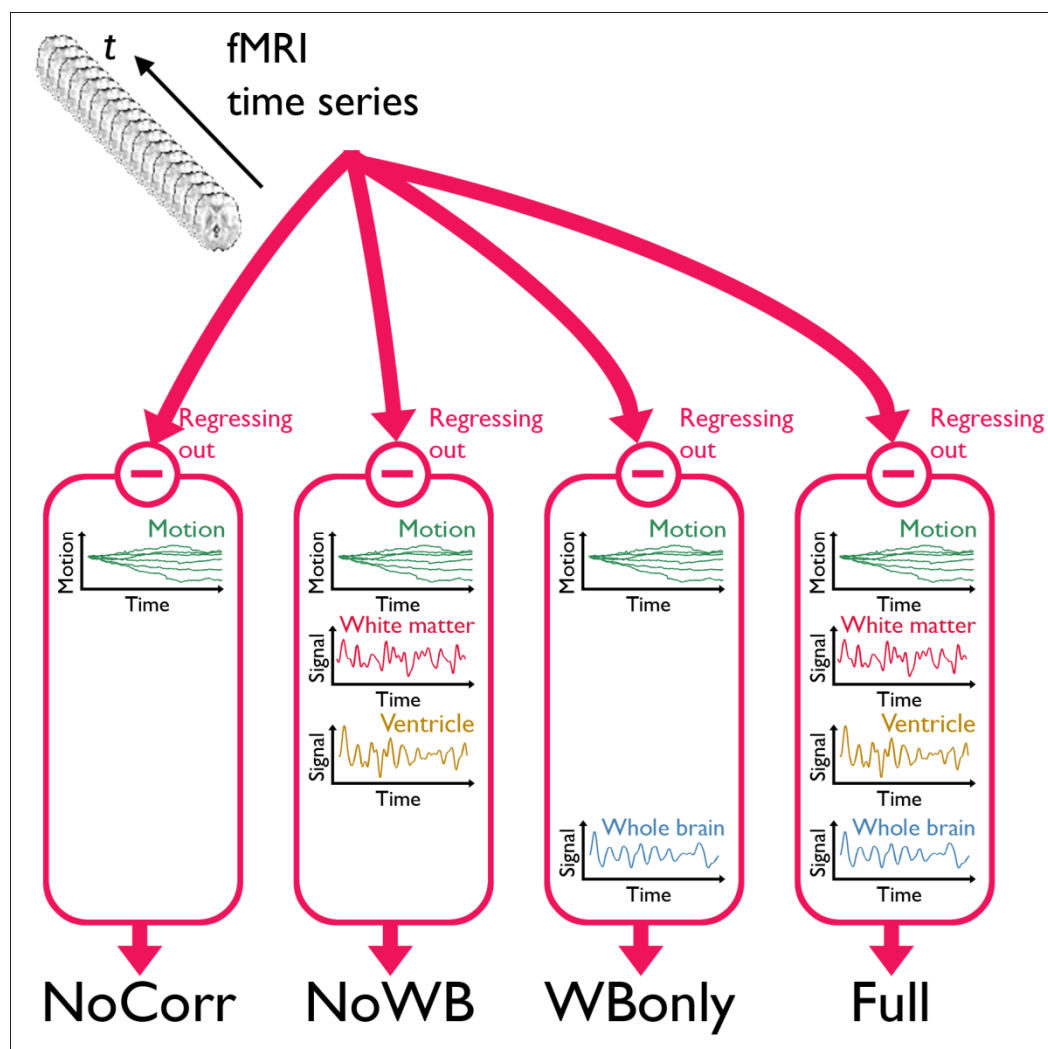 t
fMRI
time series
Regressing
out
Regressing
out
Regressing
out
Regressing
out
Motion
Motion
Time
Motion
Motion
Time
White matter
Signal
Time
Ventricle
Signal
Time
Motion
Motion
Time
Whole brain
Signal
Time
Motion
Motion
Time
White matter
Signal
Time
Ventricle
Signal
Time
Whole brain
Signal
Time
NoCorr
NoWB
WBonly
Full